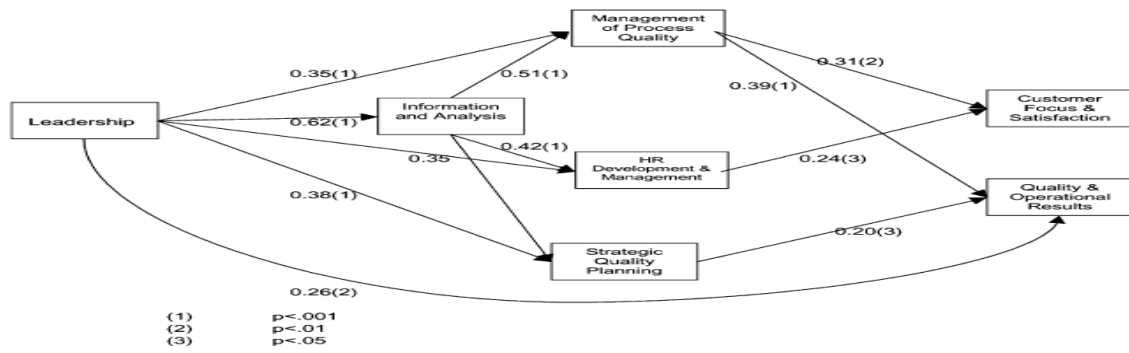 Management
of Process
Quality
0.31(2)
0.35(1)
0.51(1)
0.39(1)
Leadership
Information
and Analysis
Customer
Focus &
Satisfaction
0.62(1)
0.42(1)
0.35
HR
Development &
Management
0.24(3)
0.38(1)
Quality &
Operational
Results
0.20(3)
Strategic
Quality
Planning
0.26(2)
(1) p<.001
(2) p<.01
(3) p<.05